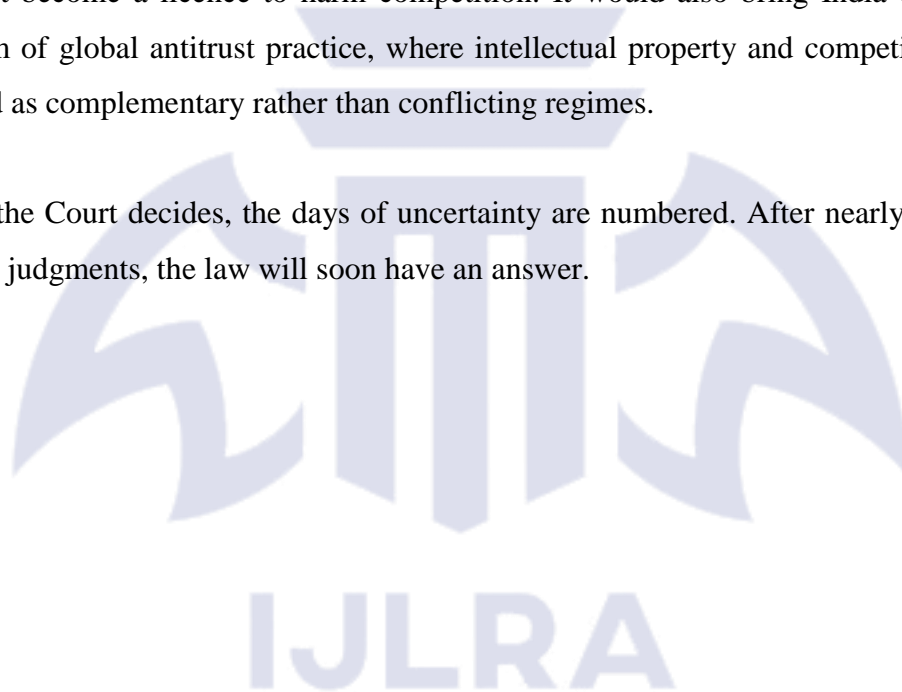 become a licence to harm competition. It would also bring India
of global antitrust practice, where intellectual property and
as complementary rather than conflicting regimes.
the Court decides, the days of uncertainty are numbered. After nearly
judgments, the law will soon have an answer.
IJLRA